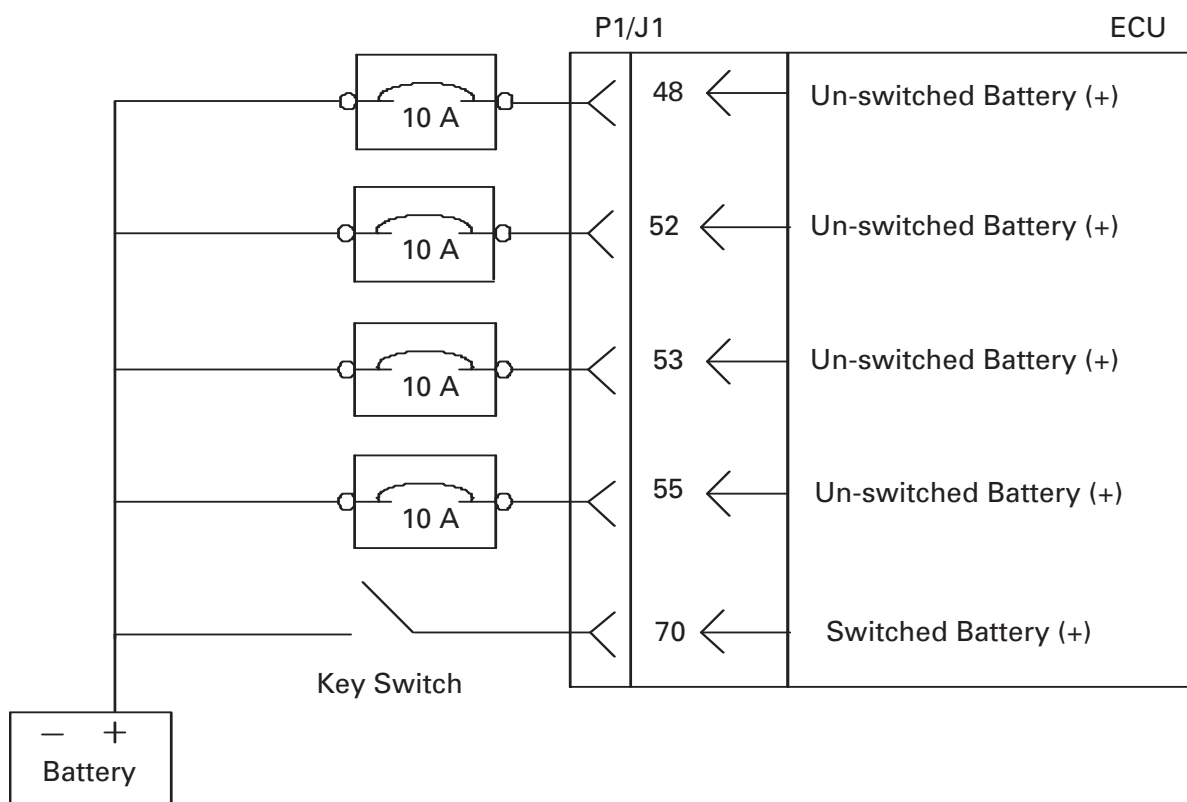 P1/J1 ECU
10 A 48 Un-switched Battery (+)
10 A 52 Un-switched Battery (+)
10 A 53 Un-switched Battery (+)
10 A 55 Un-switched Battery (+)
70 Switched Battery (+)
Key Switch
– +
Battery